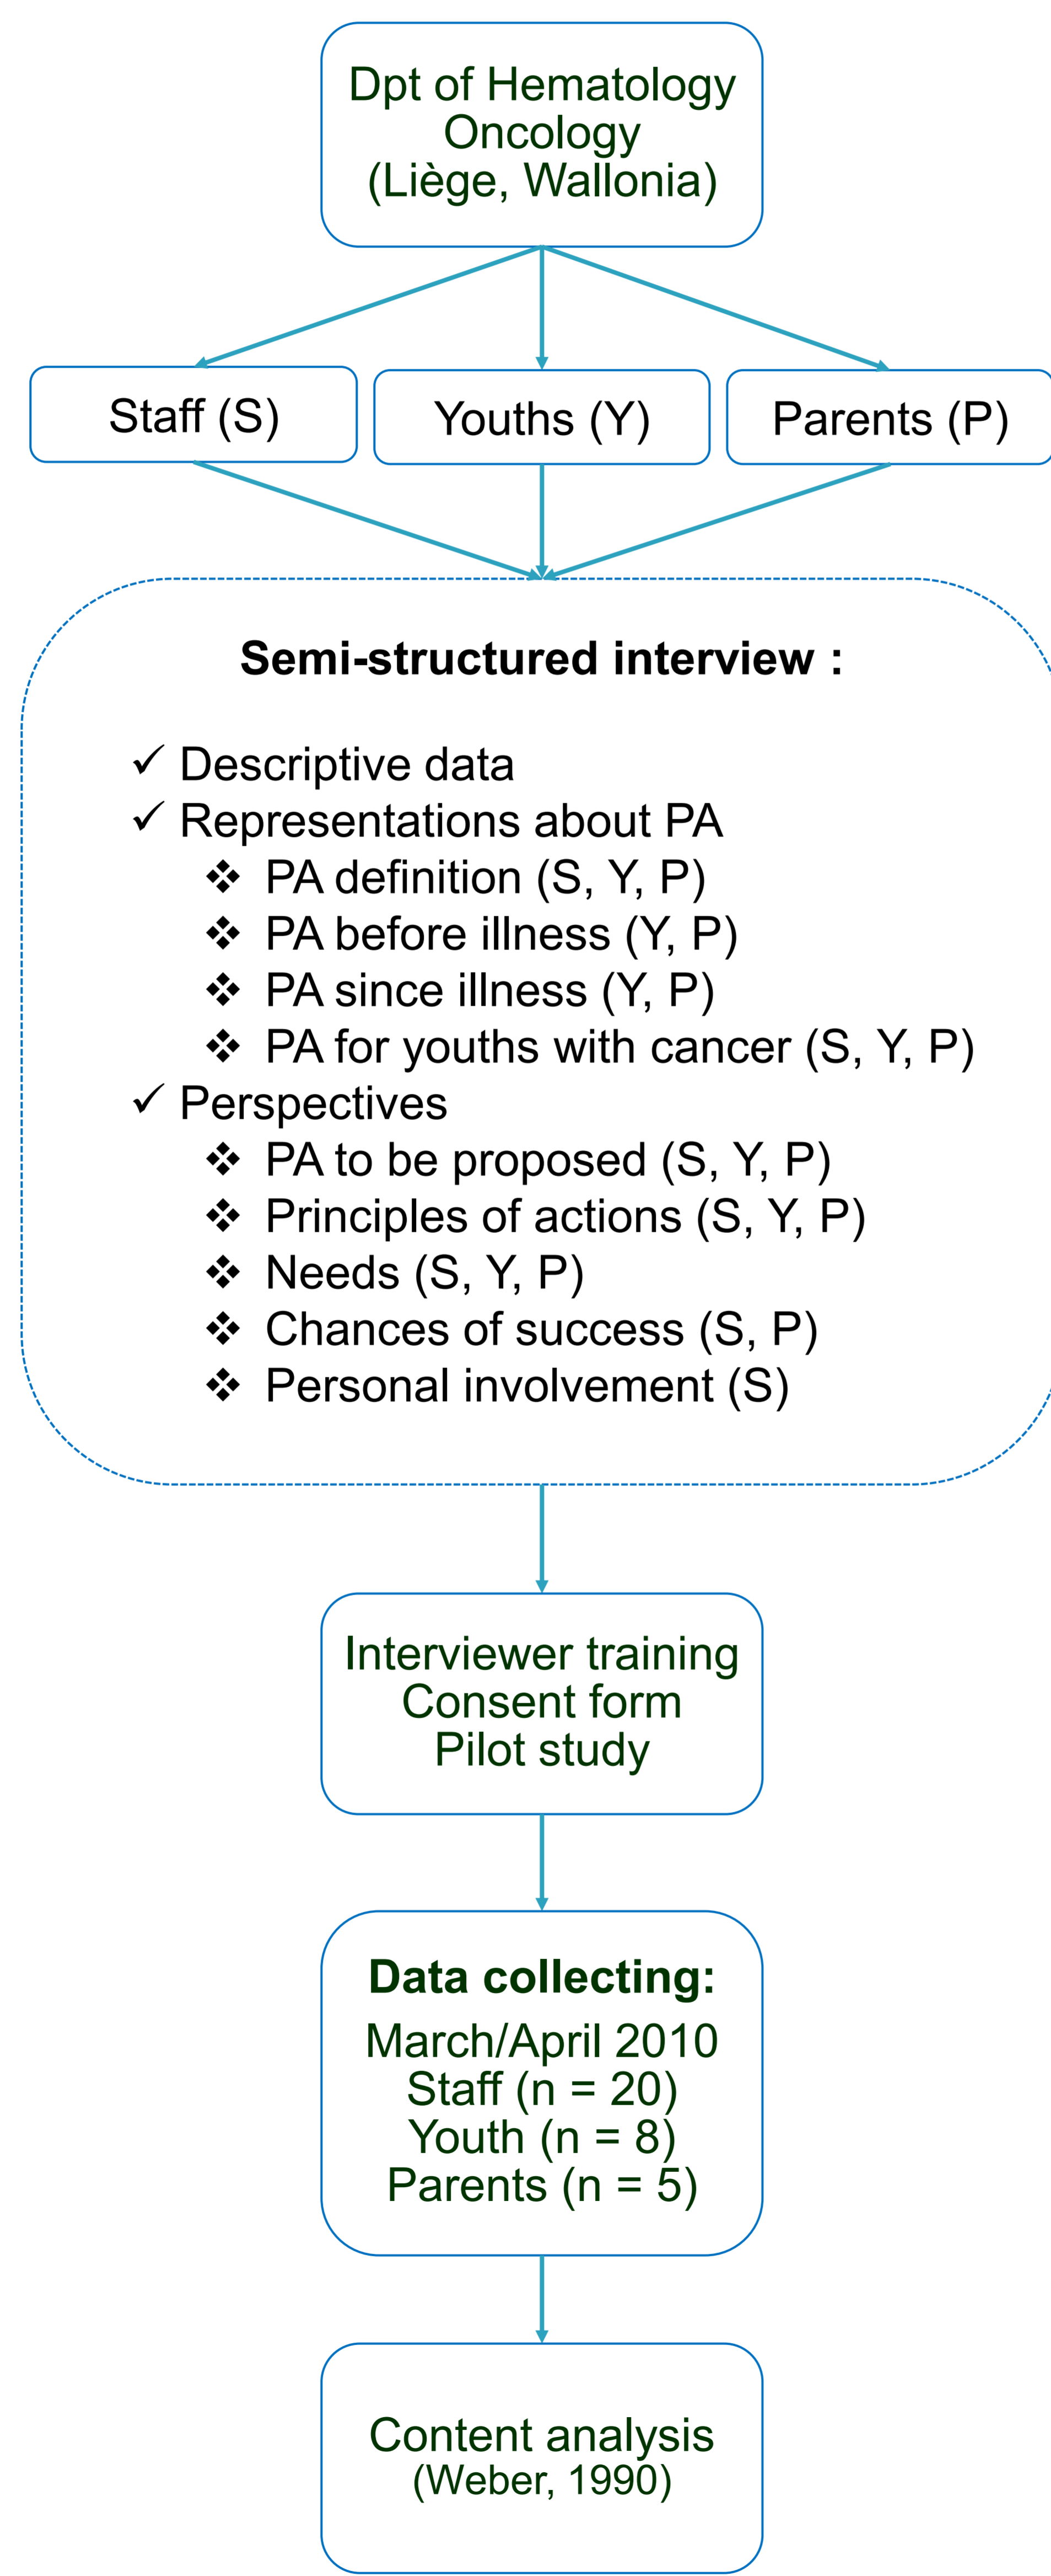 Dpt of Hematology
Oncology
(Liège, Wallonia)
Staff (S)
Youths (Y)
Parents (P)
Semi-structured interview :
✓ Descriptive data
✓ Representations about PA
❖ PA definition (S, Y, P)
❖ PA before illness (Y, P)
❖ PA since illness (Y, P)
❖ PA for youths with cancer (S, Y, P)
✓ Perspectives
❖ PA to be proposed (S, Y, P)
❖ Principles of actions (S, Y, P)
❖ Needs (S, Y, P)
❖ Chances of success (S, P)
❖ Personal involvement (S)
Interviewer training
Consent form
Pilot study
Data collecting:
March/April 2010
Staff (n = 20)
Youth (n = 8)
Parents (n = 5)
Content analysis
(Weber, 1990)